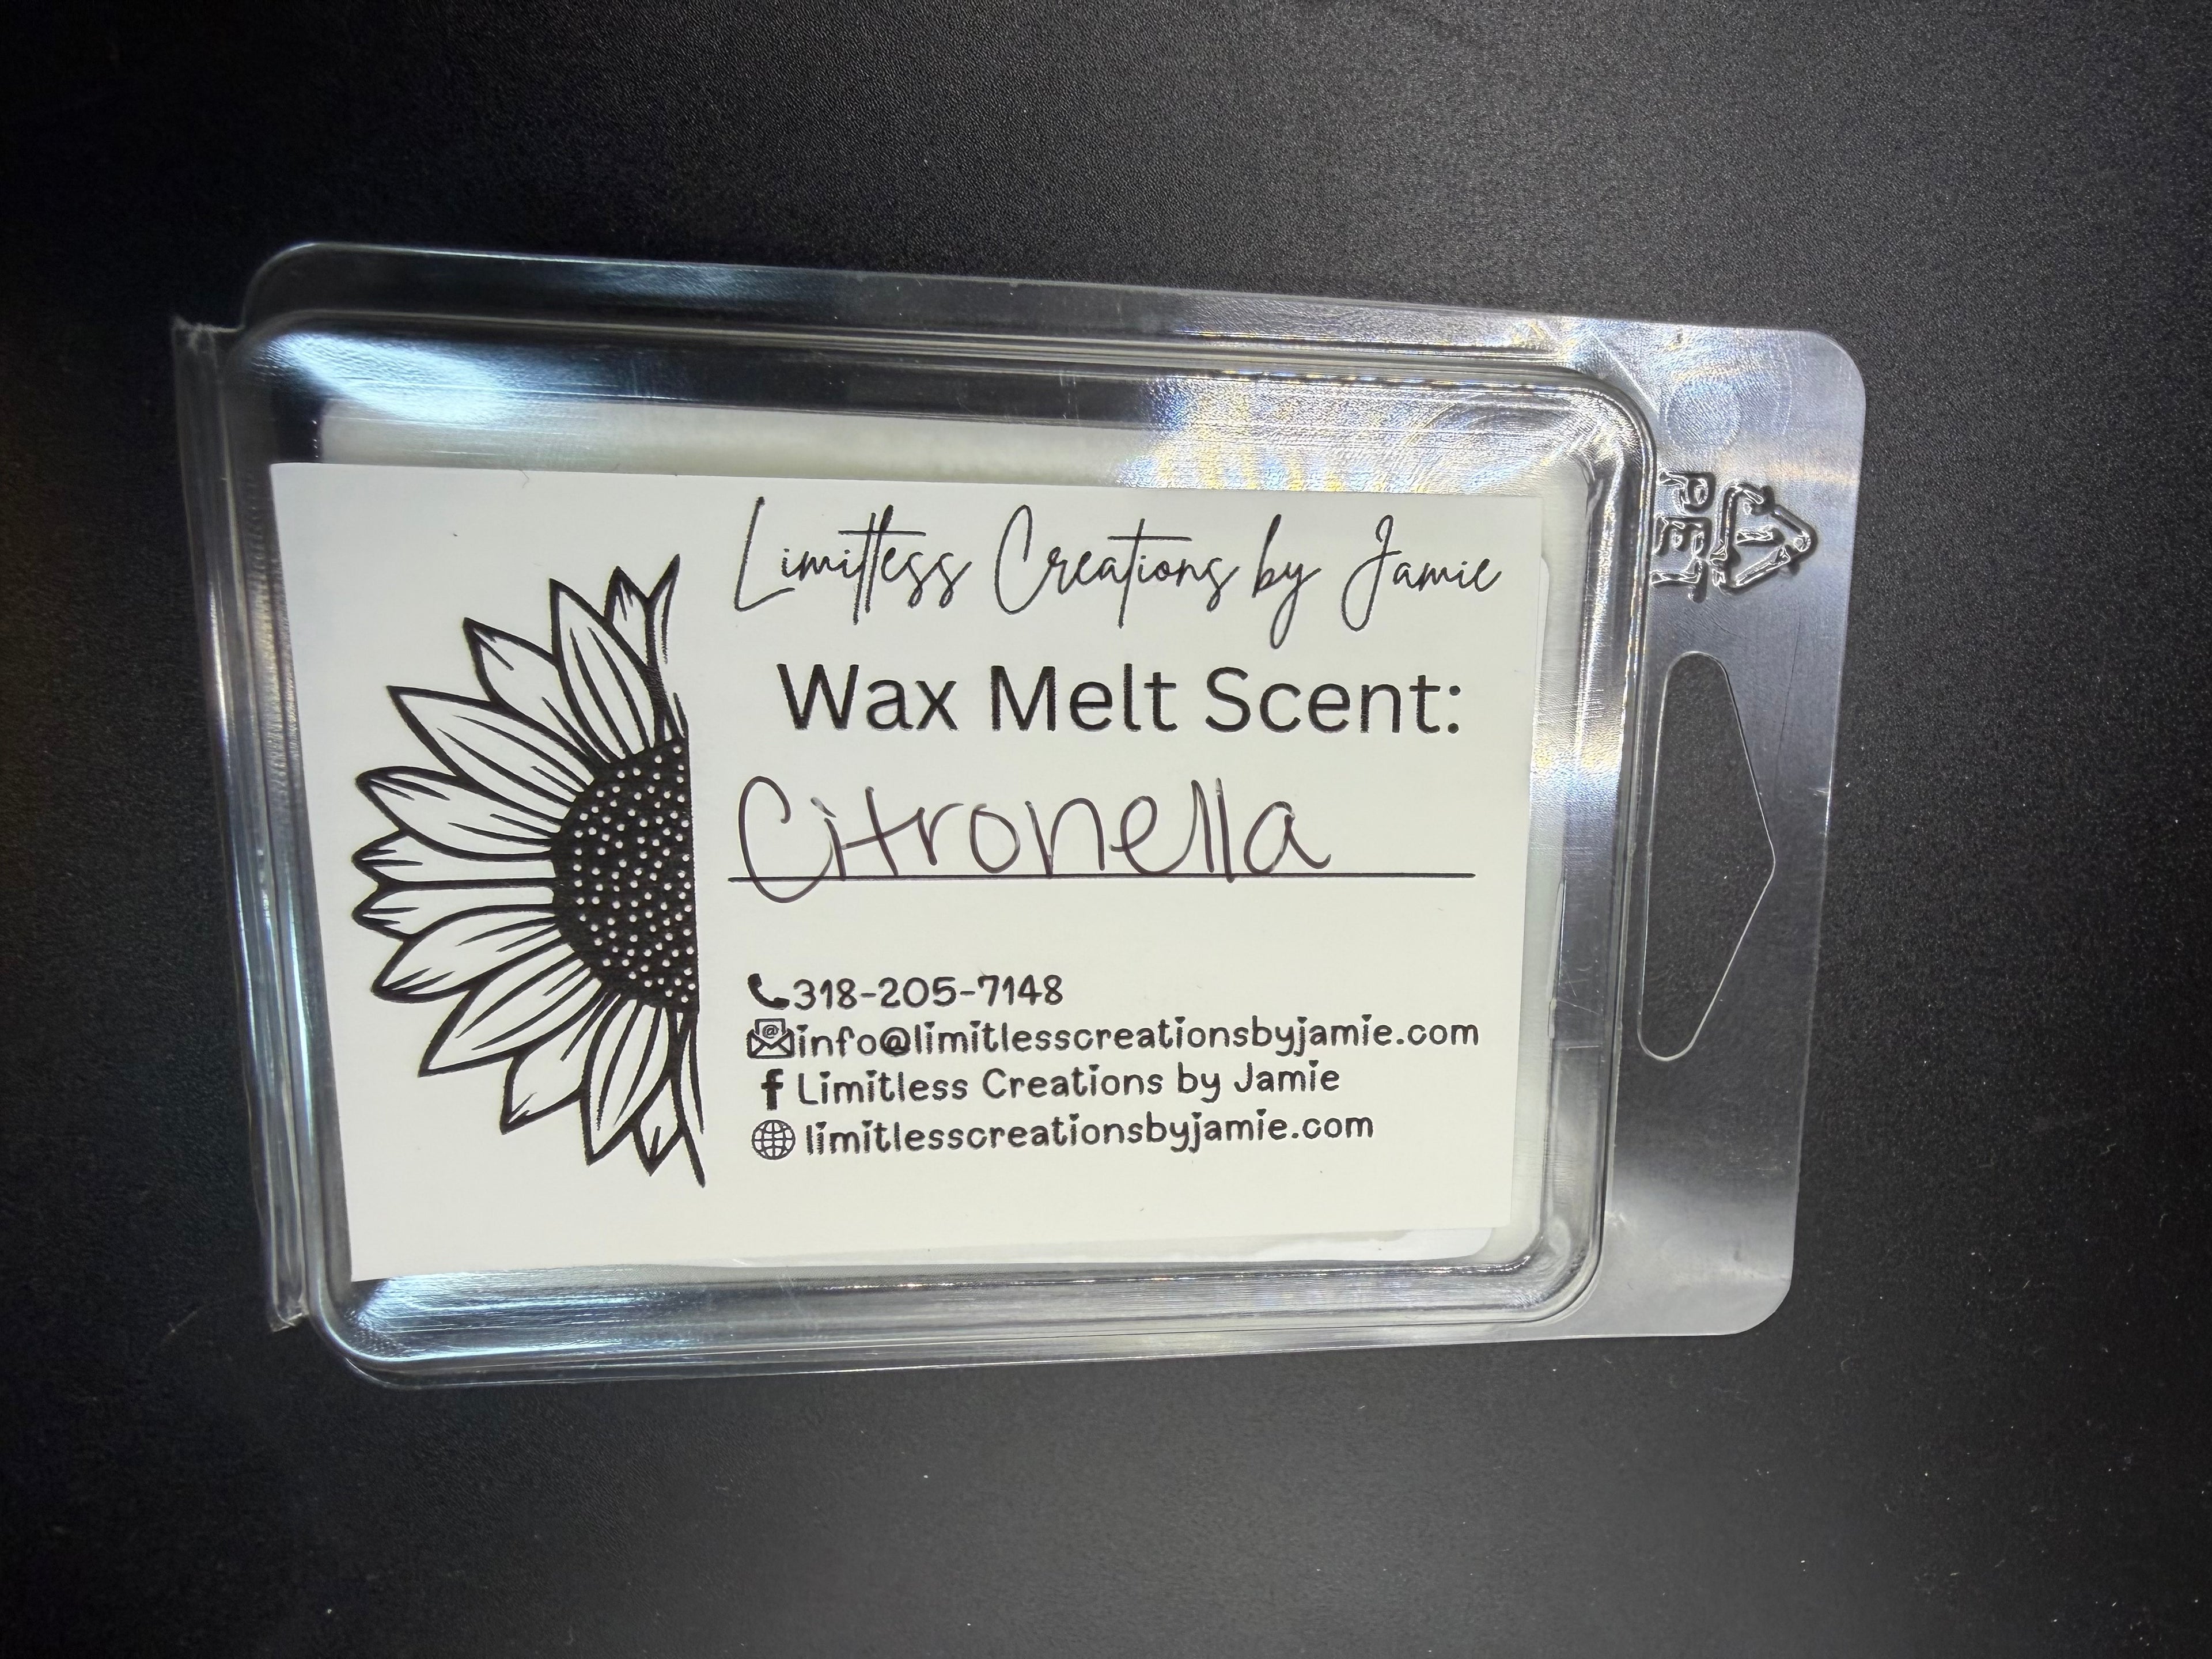 Limitless Creations by Jamie
Wax Melt Scent:
Citronella
318-205-7148
info@limitlesscreationsbyjamie.com
f Limitless Creations by Jamie
limitlesscreationsbyjamie.com
1
PET